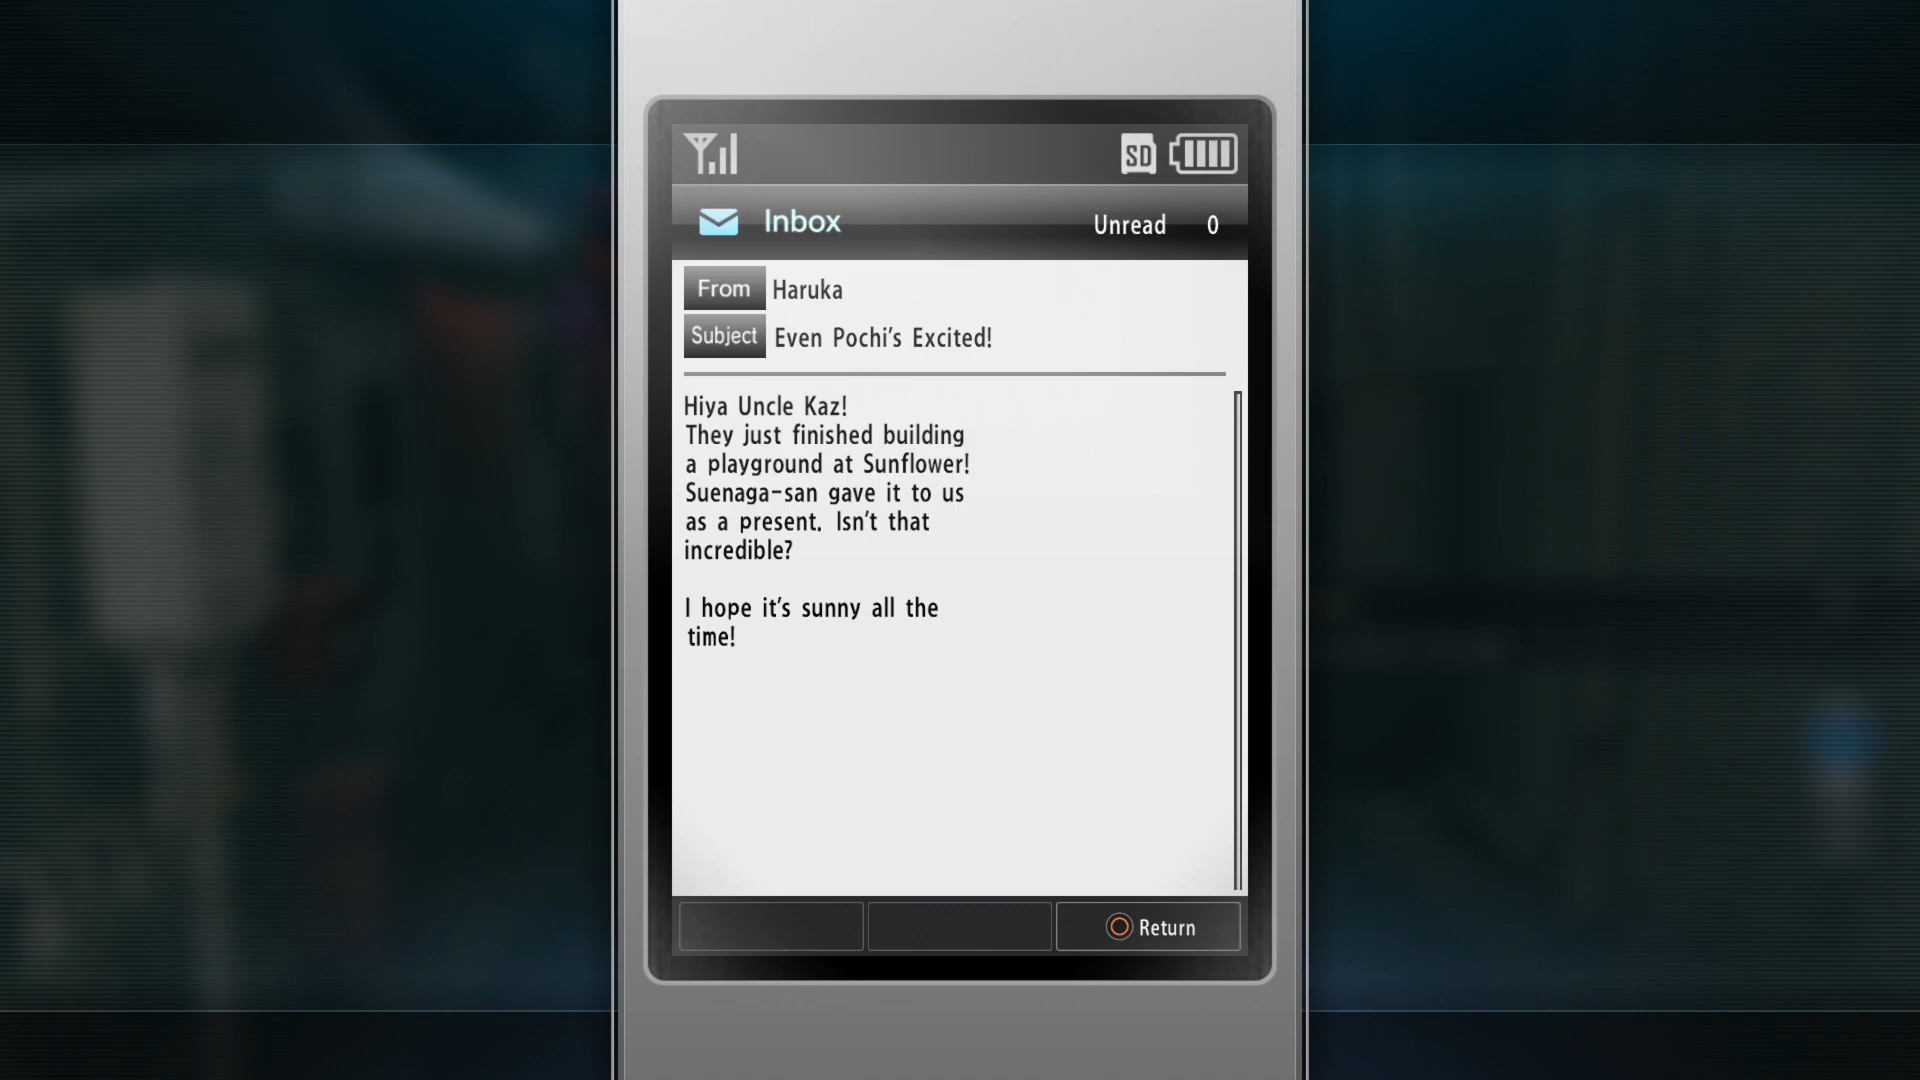 SD
Inbox
Unread 0
From Haruka
Subject Even Pochi's Excited!
Hiya Uncle Kaz!
They just finished building
a playground at Sunflower!
Suenaga-san gave it to us
as a present. Isn't that
incredible?
I hope it's sunny all the
time!
Return